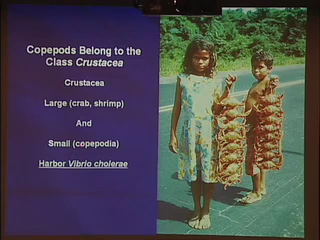 Copepods Belong to the
Class Crustacea
Crustacea
Large (crab, shrimp)
And
Small (copepodia)
Harbor Vibrio cholerae